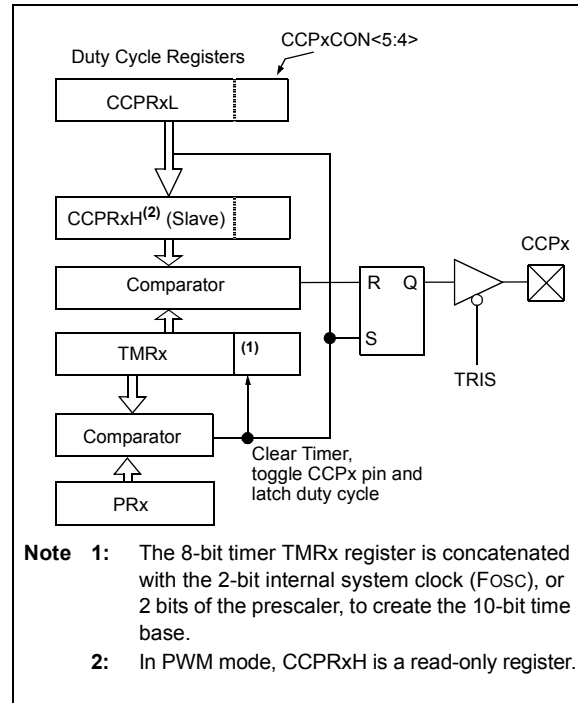 CCPxCON<5:4>
Duty Cycle Registers
CCPRxL
CCPRxH(2) (Slave)
CCPx
Comparator
R Q
TMRx
(1)
S
TRIS
Comparator
Clear Timer,
toggle CCPx pin and
latch duty cycle
PRx
Note 1: The 8-bit timer TMRx register is concatenated
with the 2-bit internal system clock (FOSC), or
2 bits of the prescaler, to create the 10-bit time
base.
2: In PWM mode, CCPRxH is a read-only register.